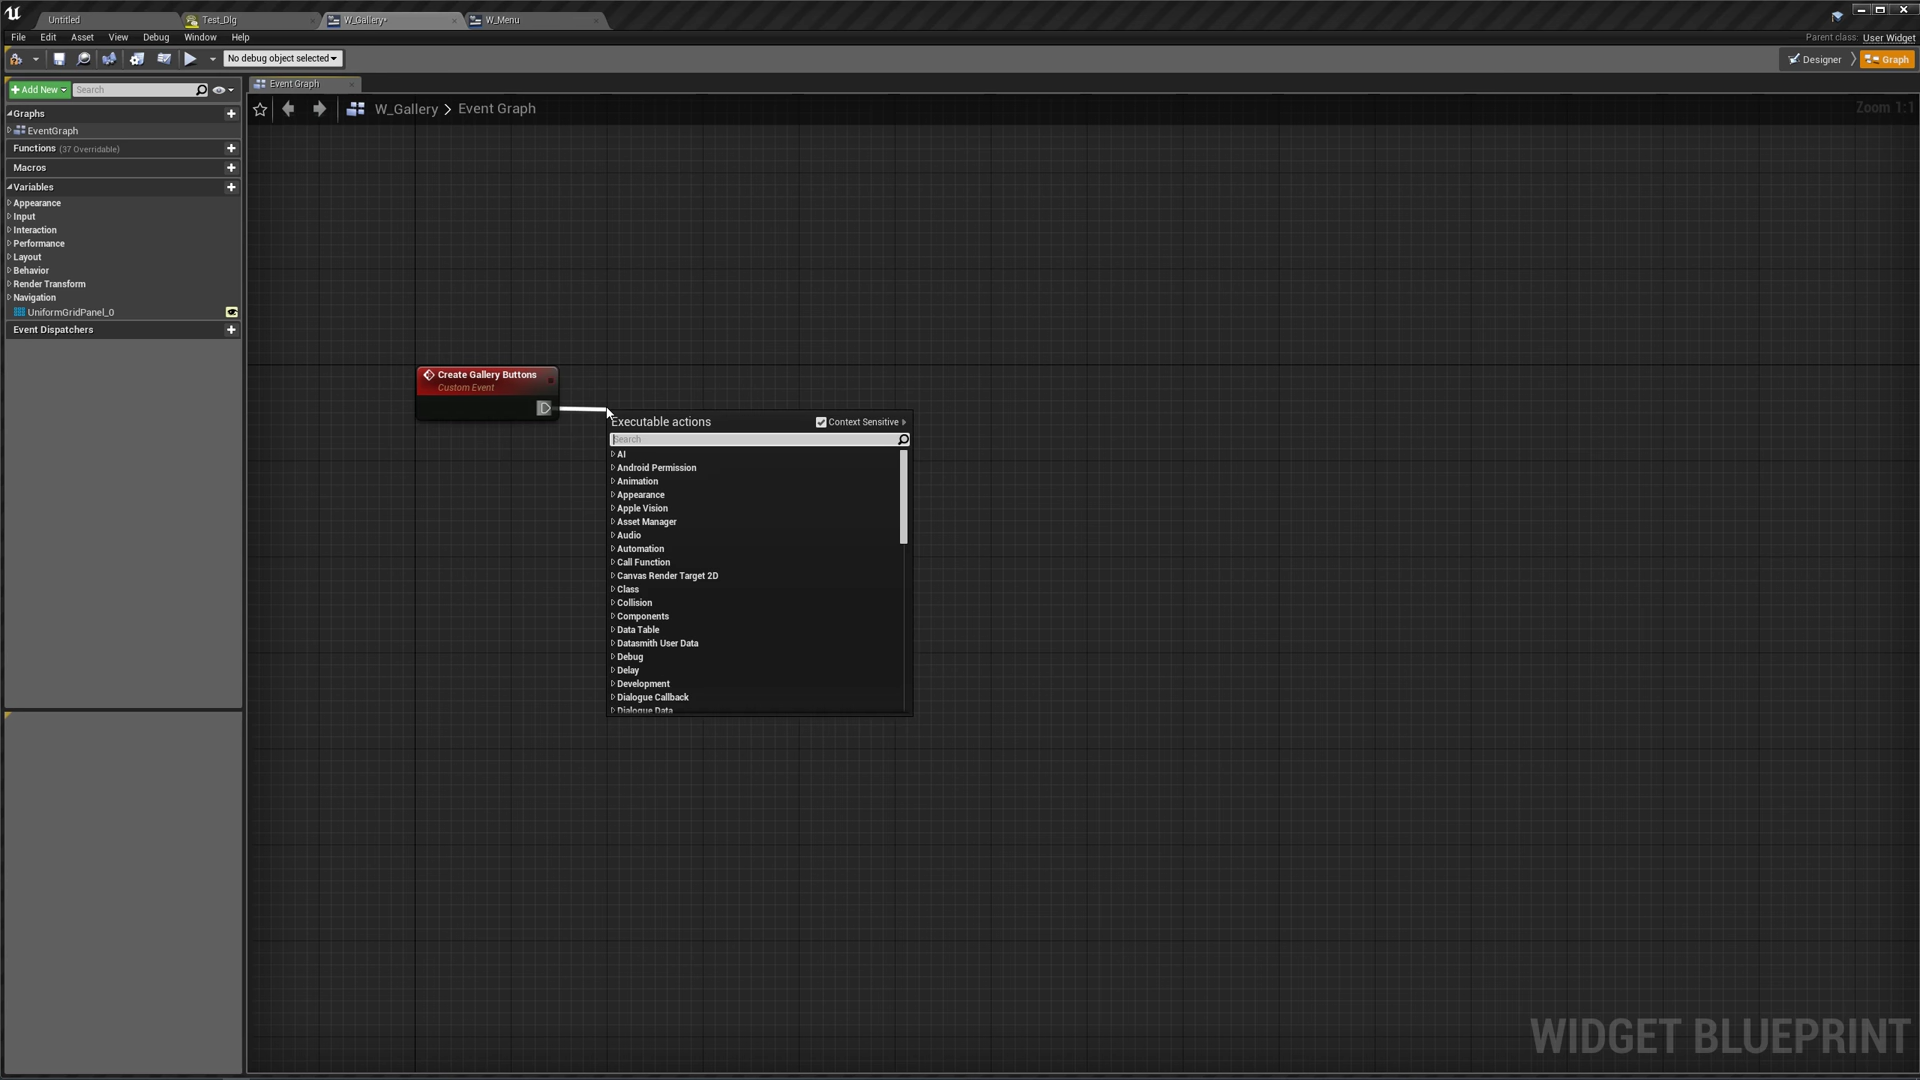 Untitled
Test_Dlg
W_Gallery*
W_Menu
File Edit Asset View Debug Window Help
Parent class: User Widget
No debug object selected
Designer
Graph
Add New
Search
Event Graph
W_Gallery > Event Graph
Zoom 1:1
Graphs
EventGraph
Functions (37 Overridable)
Macros
Variables
Appearance
Input
Interaction
Performance
Layout
Behavior
Render Transform
Navigation
UniformGridPanel_0
Event Dispatchers
Create Gallery Buttons
Custom Event
Executable actions
Context Sensitive
Search
AI
Android Permission
Animation
Appearance
Apple Vision
Asset Manager
Audio
Automation
Call Function
Canvas Render Target 2D
Class
Collision
Components
Data Table
Datasmith User Data
Debug
Delay
Development
Dialogue Callback
Dialogue Data
WIDGET BLUEPRINT